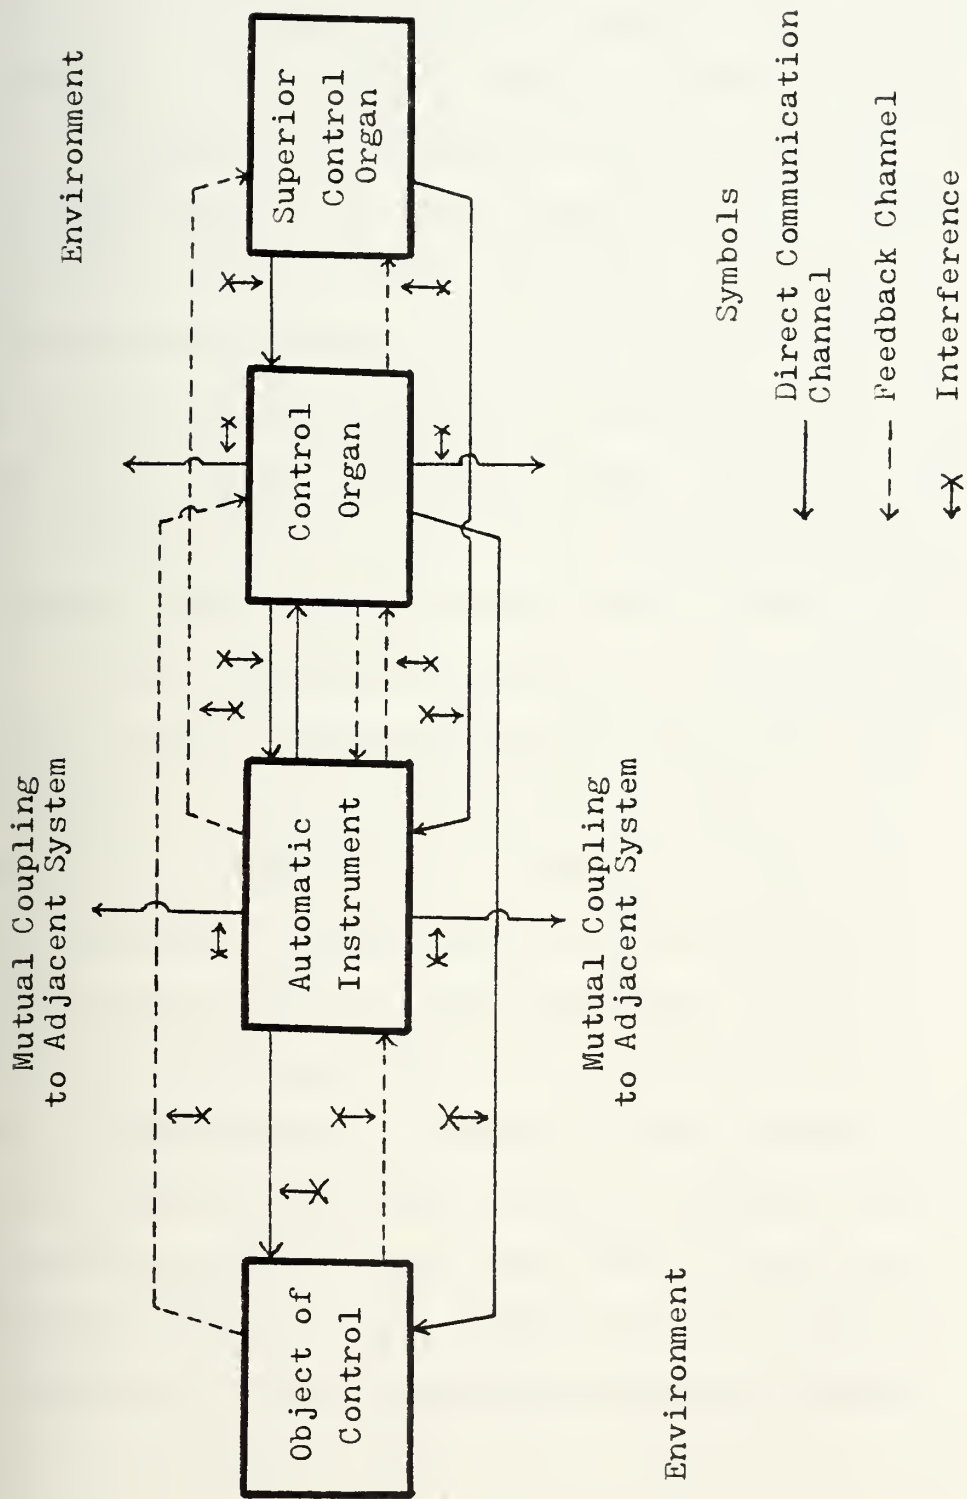 Mutual Coupling
to Adjacent System
Environment
Object of
Control
Automatic
Instrument
Control
Organ
Superior
Control
Organ
Mutual Coupling
to Adjacent System
Environment
Symbols
Direct Communication
Channel
Feedback Channel
Interference